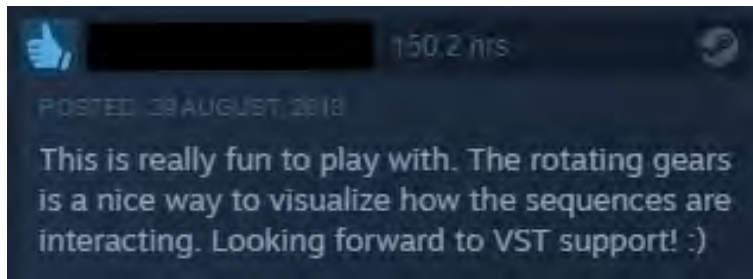 150.2 hrs
POSTED: 29 AUGUST, 2018
This is really fun to play with. The rotating gears
is a nice way to visualize how the sequences are
interacting. Looking forward to VST support! :)